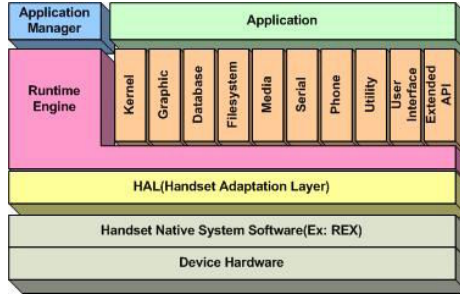 Application
Manager
Application
Runtime
Engine
Kernel
Graphic
Database
Filesystem
Media
Serial
Phone
Utility
User
Interface
Extended
API
HAL(Handset Adaptation Layer)
Handset Native System Software(Ex: REX)
Device Hardware